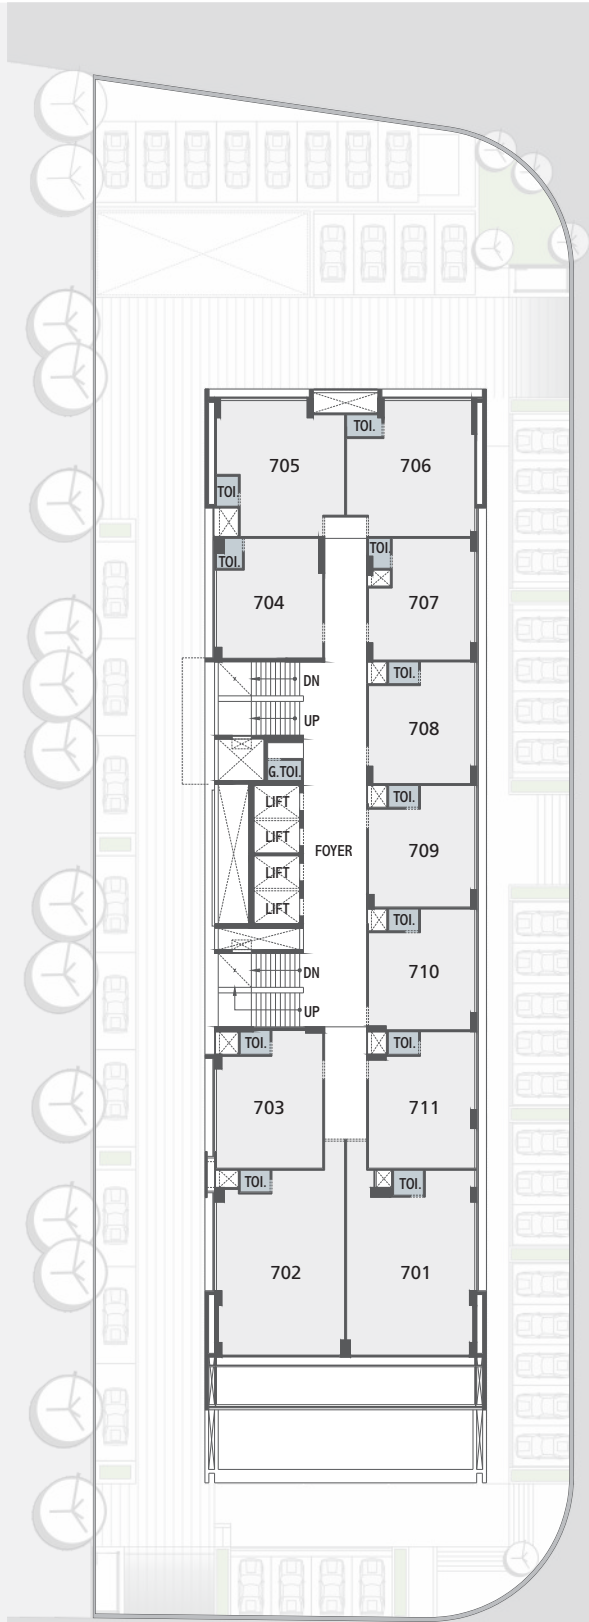 705
706
TOI.
TOI.
TOI.
TOI.
704
707
DN
TOI.
UP
708
G.TOI.
LIFT
TOI.
LIFT
FOYER
709
LIFT
LIFT
TOI.
DN
710
UP
TOI.
TOI.
703
711
TOI.
TOI.
702
701